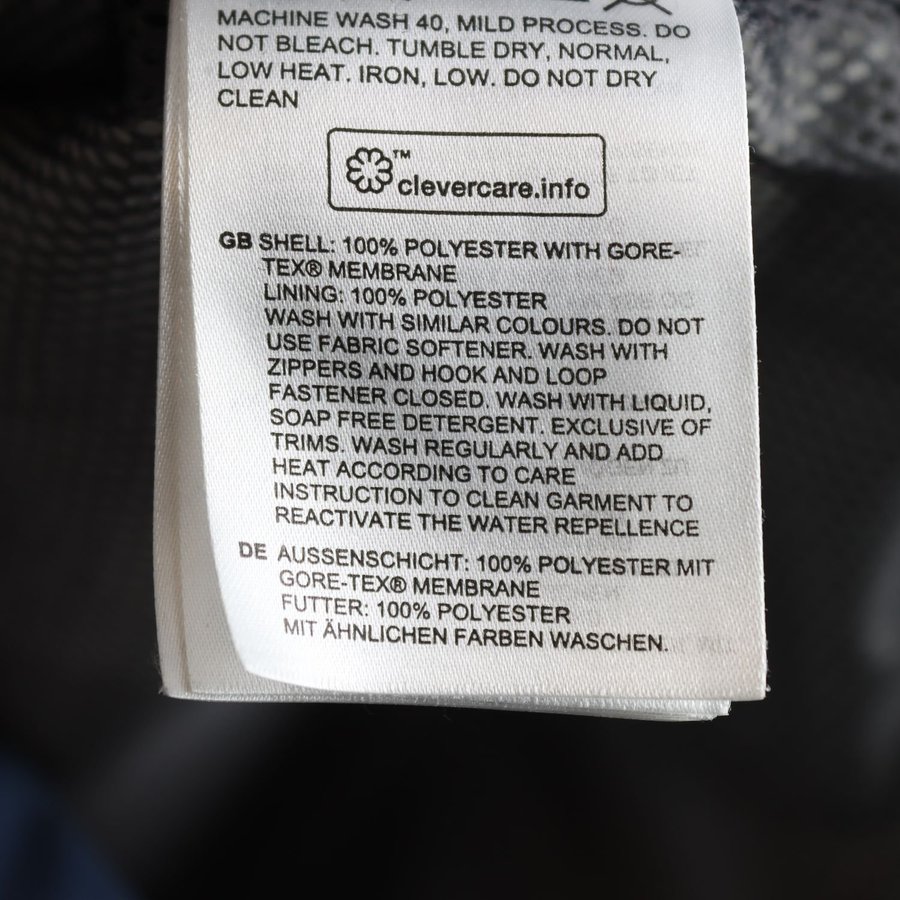 MACHINE WASH 40, MILD PROCESS. DO
NOT BLEACH. TUMBLE DRY, NORMAL,
LOW HEAT. IRON, LOW. DO NOT DRY
CLEAN
™
clevercare.info
GB SHELL: 100% POLYESTER WITH GORE-
TEX® MEMBRANE
LINING: 100% POLYESTER
WASH WITH SIMILAR COLOURS. DO NOT
USE FABRIC SOFTENER. WASH WITH
ZIPPERS AND HOOK AND LOOP
FASTENER CLOSED. WASH WITH LIQUID,
SOAP FREE DETERGENT. EXCLUSIVE OF
TRIMS. WASH REGULARLY AND ADD
HEAT ACCORDING TO CARE
INSTRUCTION TO CLEAN GARMENT TO
REACTIVATE THE WATER REPELLENCE
DE AUSSENSCHICHT: 100% POLYESTER MIT
GORE-TEX® MEMBRANE
FUTTER: 100% POLYESTER
MIT ÄHNLICHEN FARBEN WASCHEN.